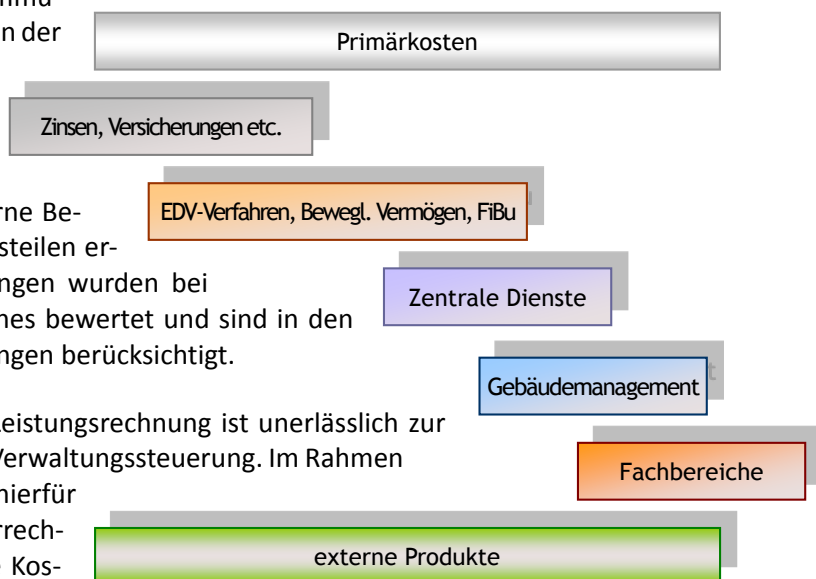 n der
Primärkosten
Zinsen, Versicherungen etc.
rne Be-
EDV-Verfahren, Bewegl. Vermögen, FiBu
steilen er-
ngen wurden bei
Zentrale Dienste
nes bewertet und sind in den
ngen berücksichtigt.
Gebäudemanagement
eistungsrechnung ist unerlässlich zur
Verwaltungssteuerung. Im Rahmen
Fachbereiche
hierfür
rrech-
externe Produkte
e Kos-